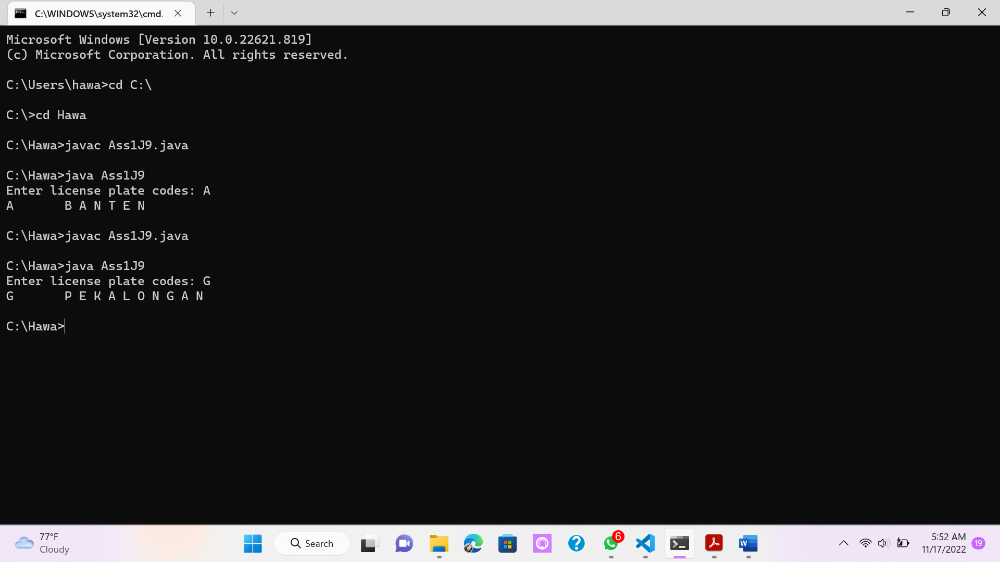 C:\WINDOWS\system32\cmd.
Microsoft Windows [Version 10.0.22621.819]
(c) Microsoft Corporation. All rights reserved.
C:\Users\hawa>cd C:\
C:\>cd Hawa
C:\Hawa>javac Ass1J9.java
C:\Hawa>java Ass1J9
Enter license plate codes: A
A       B A N T E N
C:\Hawa>javac Ass1J9.java
C:\Hawa>java Ass1J9
Enter license plate codes: G
G       P E K A L O N G A N
C:\Hawa>
77°F
Cloudy
Search
6
5:52 AM
11/17/2022
19